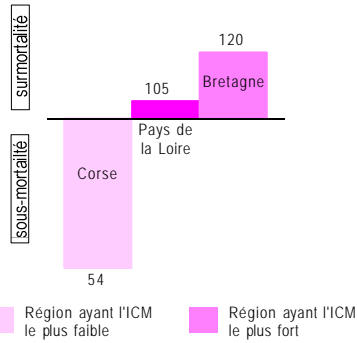 surmortalité
120
Bretagne
105
Pays de
la Loire
sous-mortailté
Corse
54
Région ayant l'ICM
le plus faible
Région ayant l'ICM
le plus fort